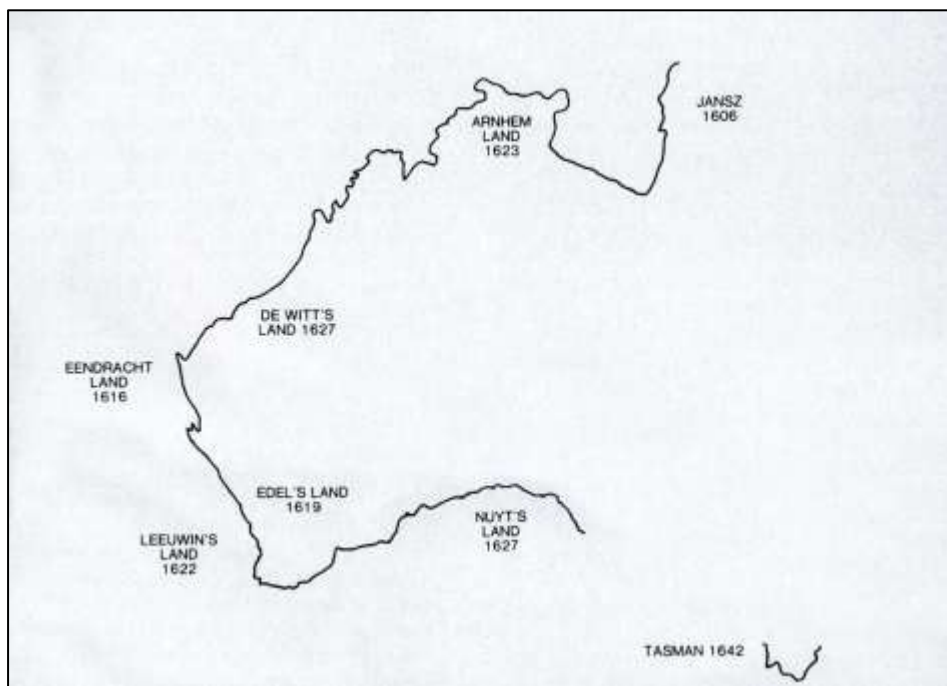 JANSZ
1606
ARNHEM
LAND
1623
DE WITT'S
LAND 1627
EENDRACHT
LAND
1616
EDEL'S LAND
1619
LEEUWIN'S
LAND
1622
NUYT'S
LAND
1627
TASMAN 1642